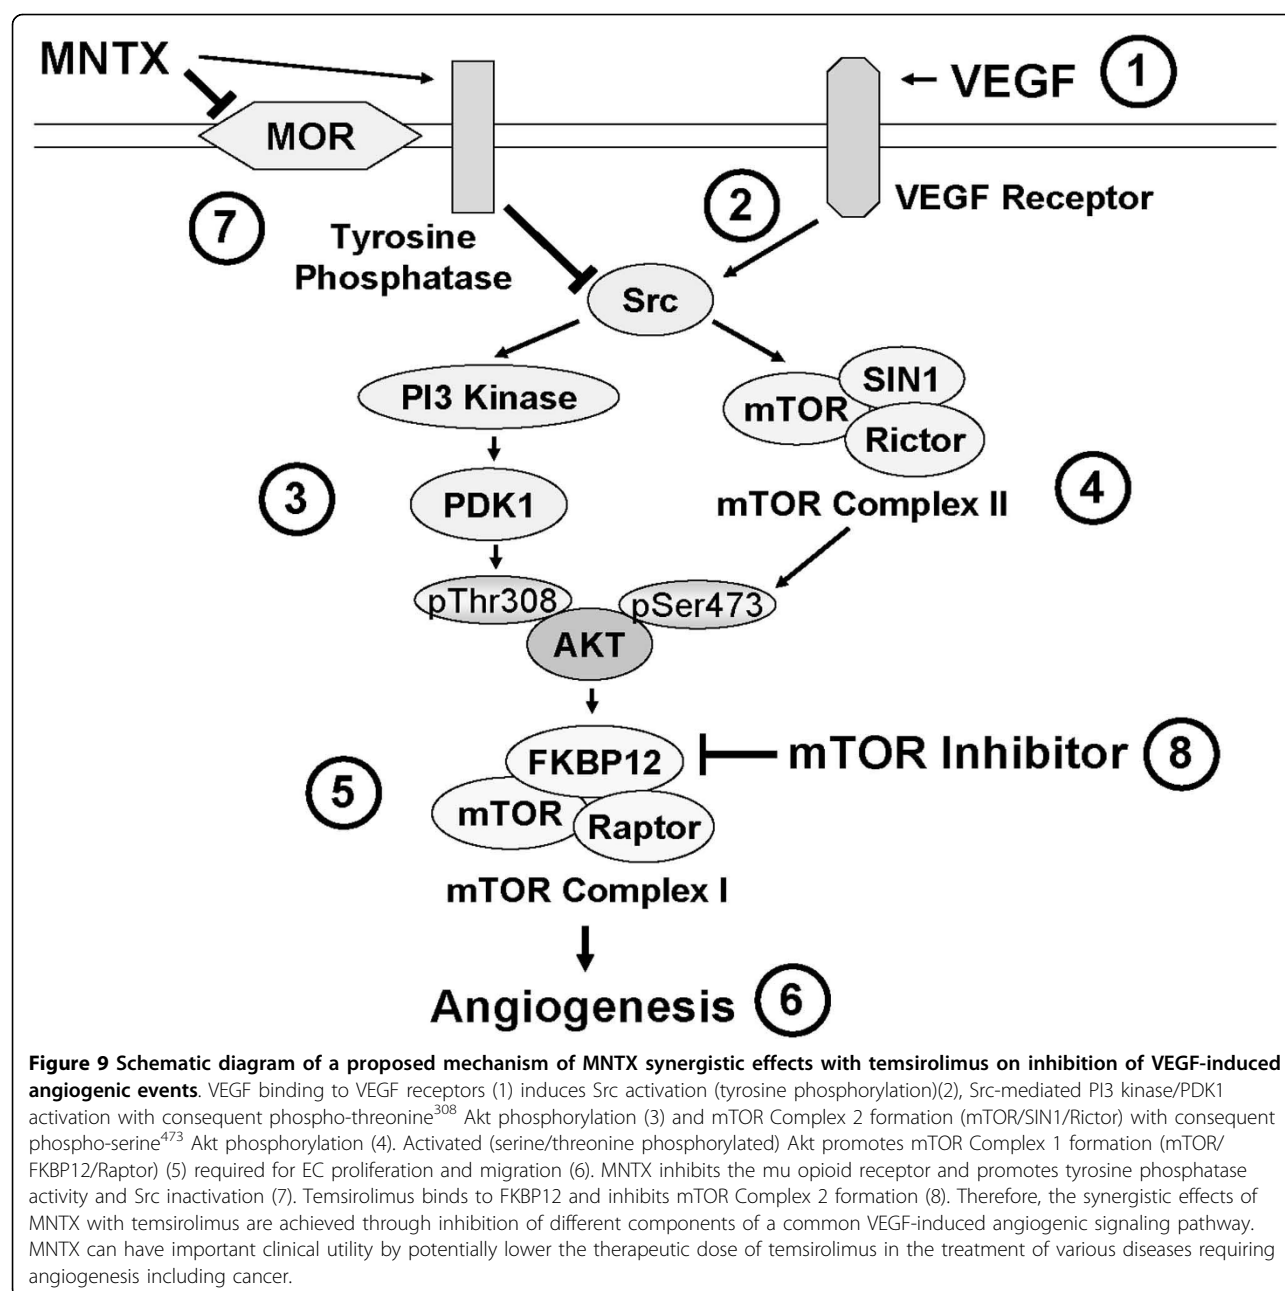 MNTX
VEGF
1
MOR
7
2
VEGF Receptor
Tyrosine
Phosphatase
Src
PI3 Kinase
SIN1
mTOR
Rictor
3
PDK1
4
mTOR Complex II
pThr308
pSer473
AKT
FKBP12
mTOR Inhibitor
8
5
mTOR
Raptor
mTOR Complex I
Angiogenesis
6
Figure 9 Schematic diagram of a proposed mechanism of MNTX synergistic effects with temsirolimus on inhibition of VEGF-induced
angiogenic events. VEGF binding to VEGF receptors (1) induces Src activation (tyrosine phosphorylation)(2), Src-mediated PI3 kinase/PDK1
activation with consequent phospho-threonine308 Akt phosphorylation (3) and mTOR Complex 2 formation (mTOR/SIN1/Rictor) with consequent
phospho-serine473 Akt phosphorylation (4). Activated (serine/threonine phosphorylated) Akt promotes mTOR Complex 1 formation (mTOR/
FKBP12/Raptor) (5) required for EC proliferation and migration (6). MNTX inhibits the mu opioid receptor and promotes tyrosine phosphatase
activity and Src inactivation (7). Temsirolimus binds to FKBP12 and inhibits mTOR Complex 2 formation (8). Therefore, the synergistic effects of
MNTX with temsirolimus are achieved through inhibition of different components of a common VEGF-induced angiogenic signaling pathway.
MNTX can have important clinical utility by potentially lower the therapeutic dose of temsirolimus in the treatment of various diseases requiring
angiogenesis including cancer.